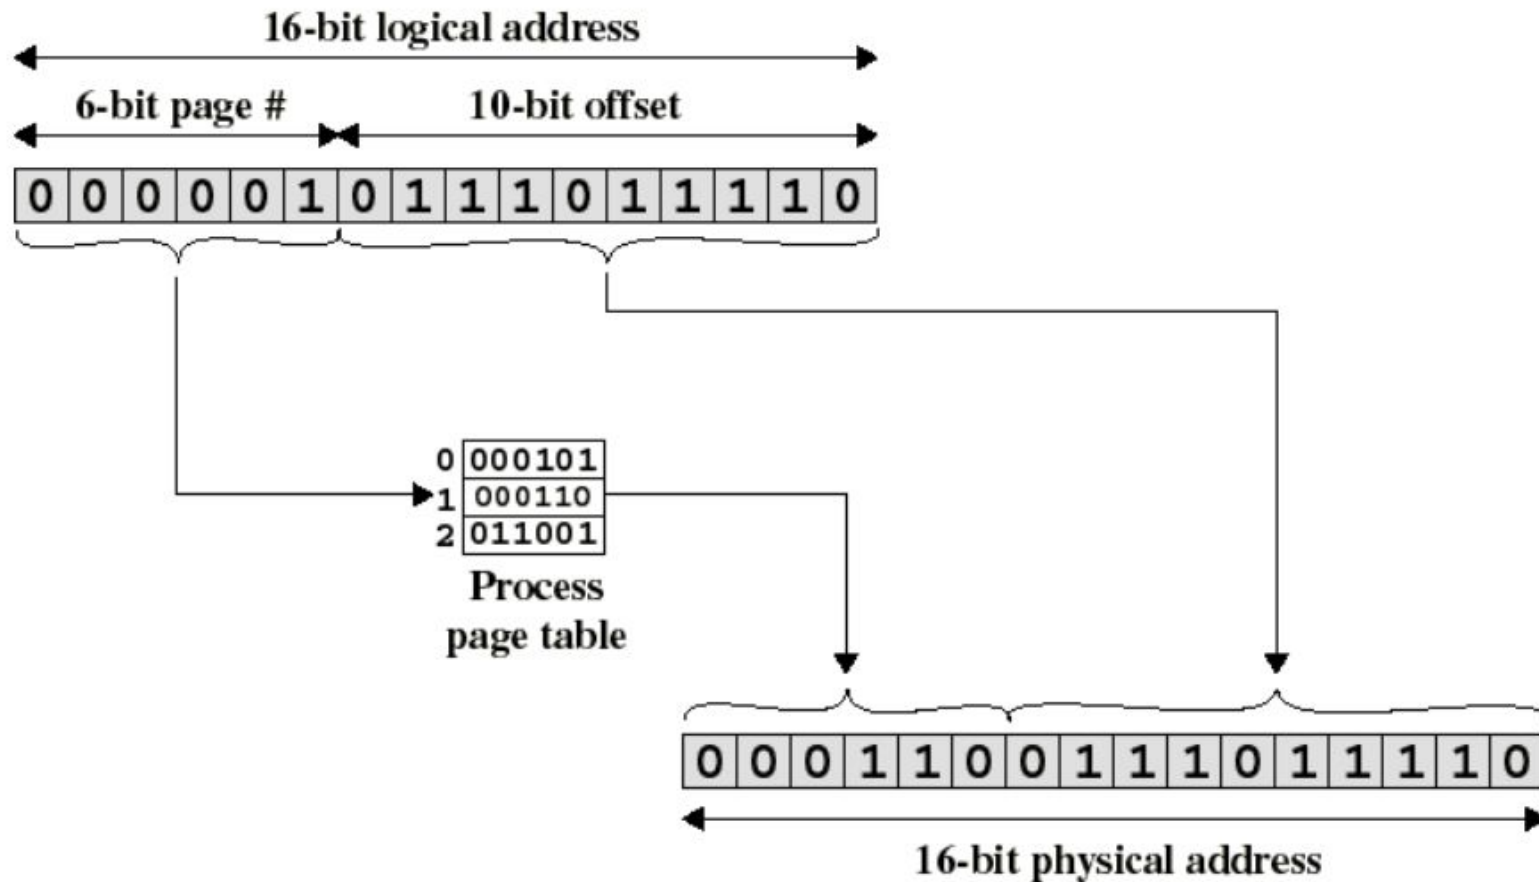 16-bit logical address
6-bit page # 10-bit offset
0 0 0 0 0 1 0 1 1 1 0 1 1 1 1 0
0 000101
1 000110
2 011001
Process
page table
0 0 0 1 1 0 0 1 1 1 0 1 1 1 1 0
16-bit physical address